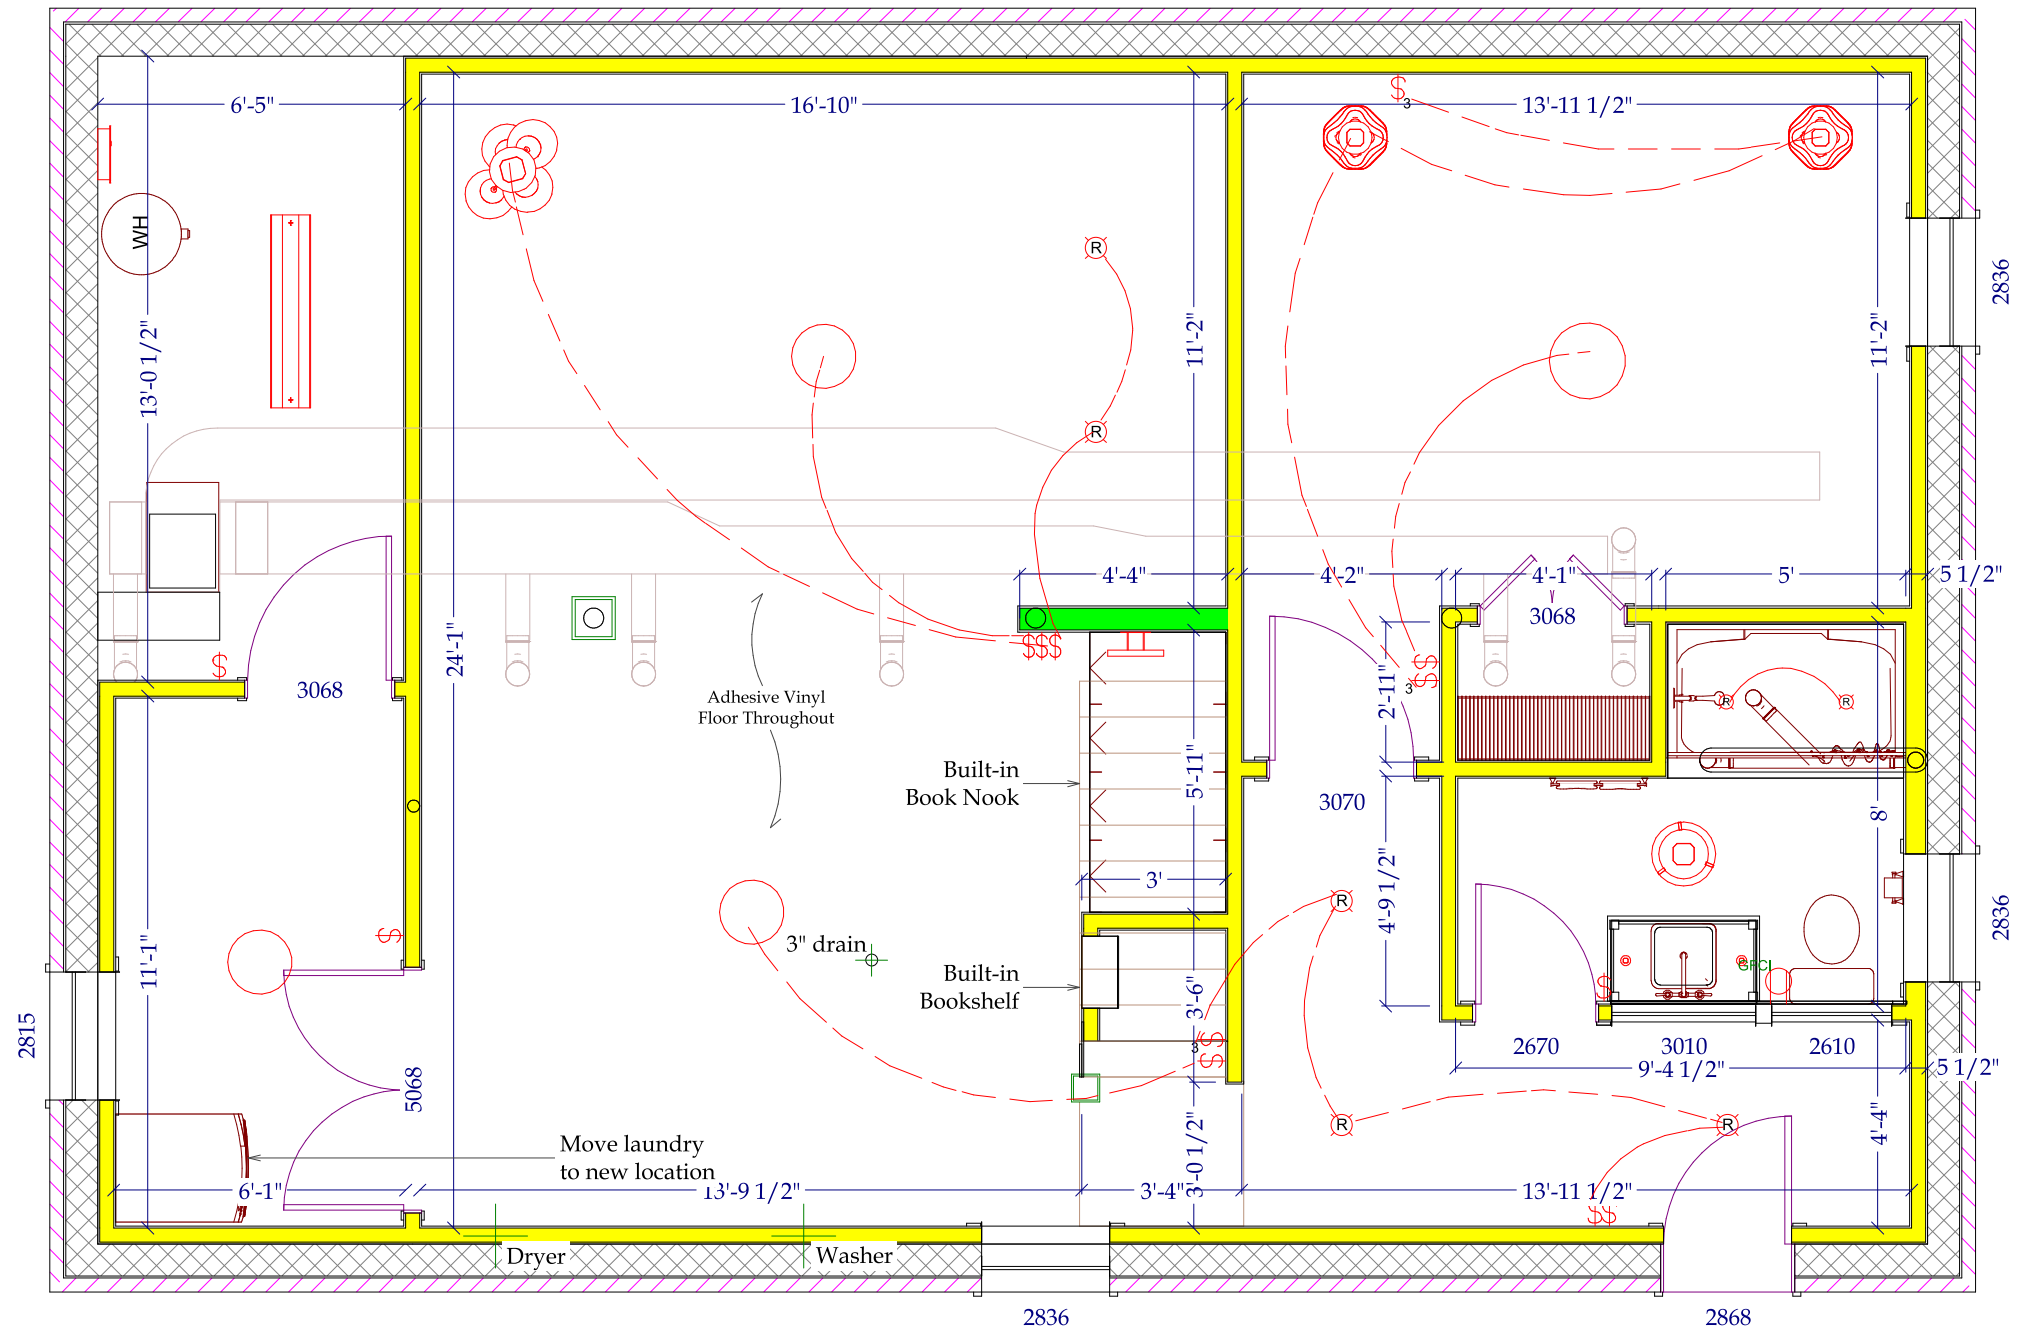 6'-5"
16'-10"
$
3
13'-11 1/2"
WH
R
2836
13'-0 1/2"
11'-2"
11'-2"
R
4'-4"
4'-2"
4'-1"
5'
5 1/2"
3068
$
3068
24'-1"
$$$
$$
3
2'-11"
R
R
Adhesive Vinyl
Floor Throughout
Built-in
Book Nook
5'-11"
3070
8'
3'
4'-9 1/2"
R
2836
$
11'-1"
3" drain
GFCI
Built-in
Bookshelf
3'-6"
$
2815
3
$$
2670
3010
2610
9'-4 1/2"
5 1/2"
5068
R
R
4'-4"
Move laundry
to new location
3'-0 1/2"
6'-1"
13'-9 1/2"
3'-4"
13'-11 1/2"
$$
Dryer
Washer
2836
2868